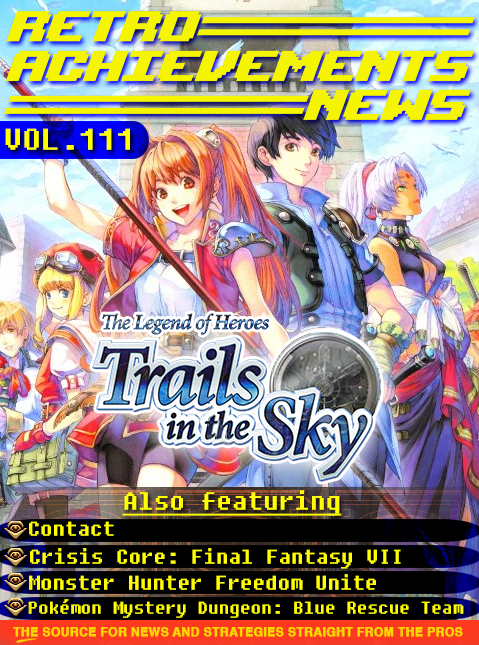 RETRO
ACHIEVEMENTS
NEWS
VOL.111
The Legend of Heroes
Trails
in the Sky
Also featuring
Contact
Crisis Core: Final Fantasy VII
Monster Hunter Freedom Unite
Pokémon Mystery Dungeon: Blue Rescue Team
THE SOURCE FOR NEWS AND STRATEGIES STRAIGHT FROM THE PROS